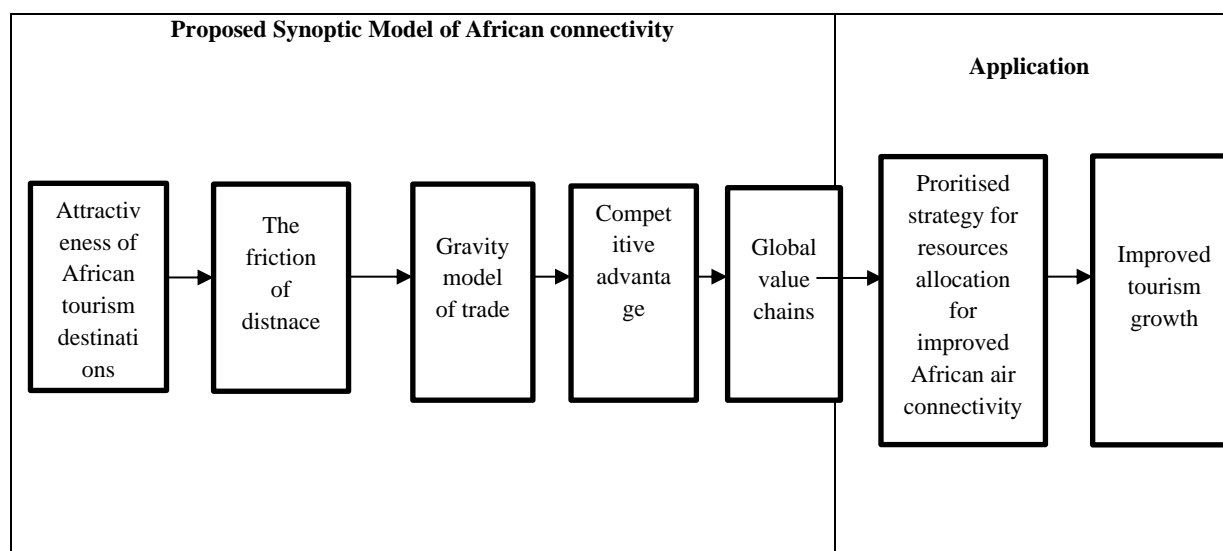 Proposed Synoptic Model of African connectivity
Application
Attractiv
eness of
African
tourism
destinati
ons
The
friction
of
distnace
Gravity
model
of trade
Compet
itive
advanta
ge
Global
value
chains
Proritised
strategy for
resources
allocation
for
improved
African air
connectivity
Improved
tourism
growth